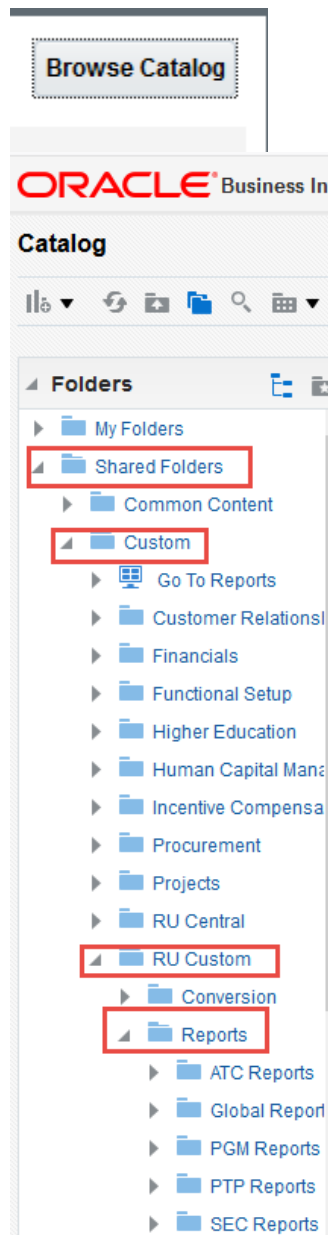 Browse Catalog
ORACLE Business In
Catalog
Folders
My Folders
Shared Folders
Common Content
Custom
Go To Reports
Customer Relationsl
Financials
Functional Setup
Higher Education
Human Capital Mana
Incentive Compensa
Procurement
Projects
RU Central
RU Custom
Conversion
Reports
ATC Reports
Global Report
PGM Reports
PTP Reports
SEC Reports